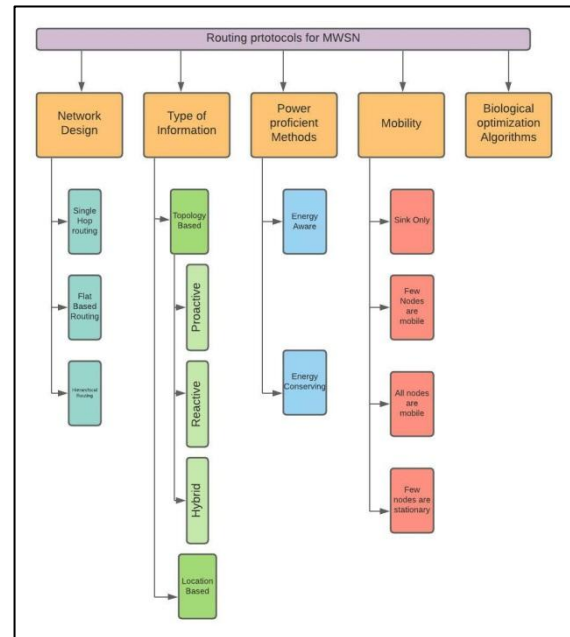 Routing prtotocols for MWSN
Network
Design
Type of
Information
Power
proficient
Methods
Mobility
Biological
optimization
Algorithms
Single
Hop
routing
Flat
Based
Routing
Hierarchical
Routing
Topology
Based
Proactive
Reactive
Hybrid
Location
Based
Energy
Aware
Energy
Conserving
Sink Only
Few
Nodes
are
mobile
All nodes
are
mobile
Few
nodes are
stationary